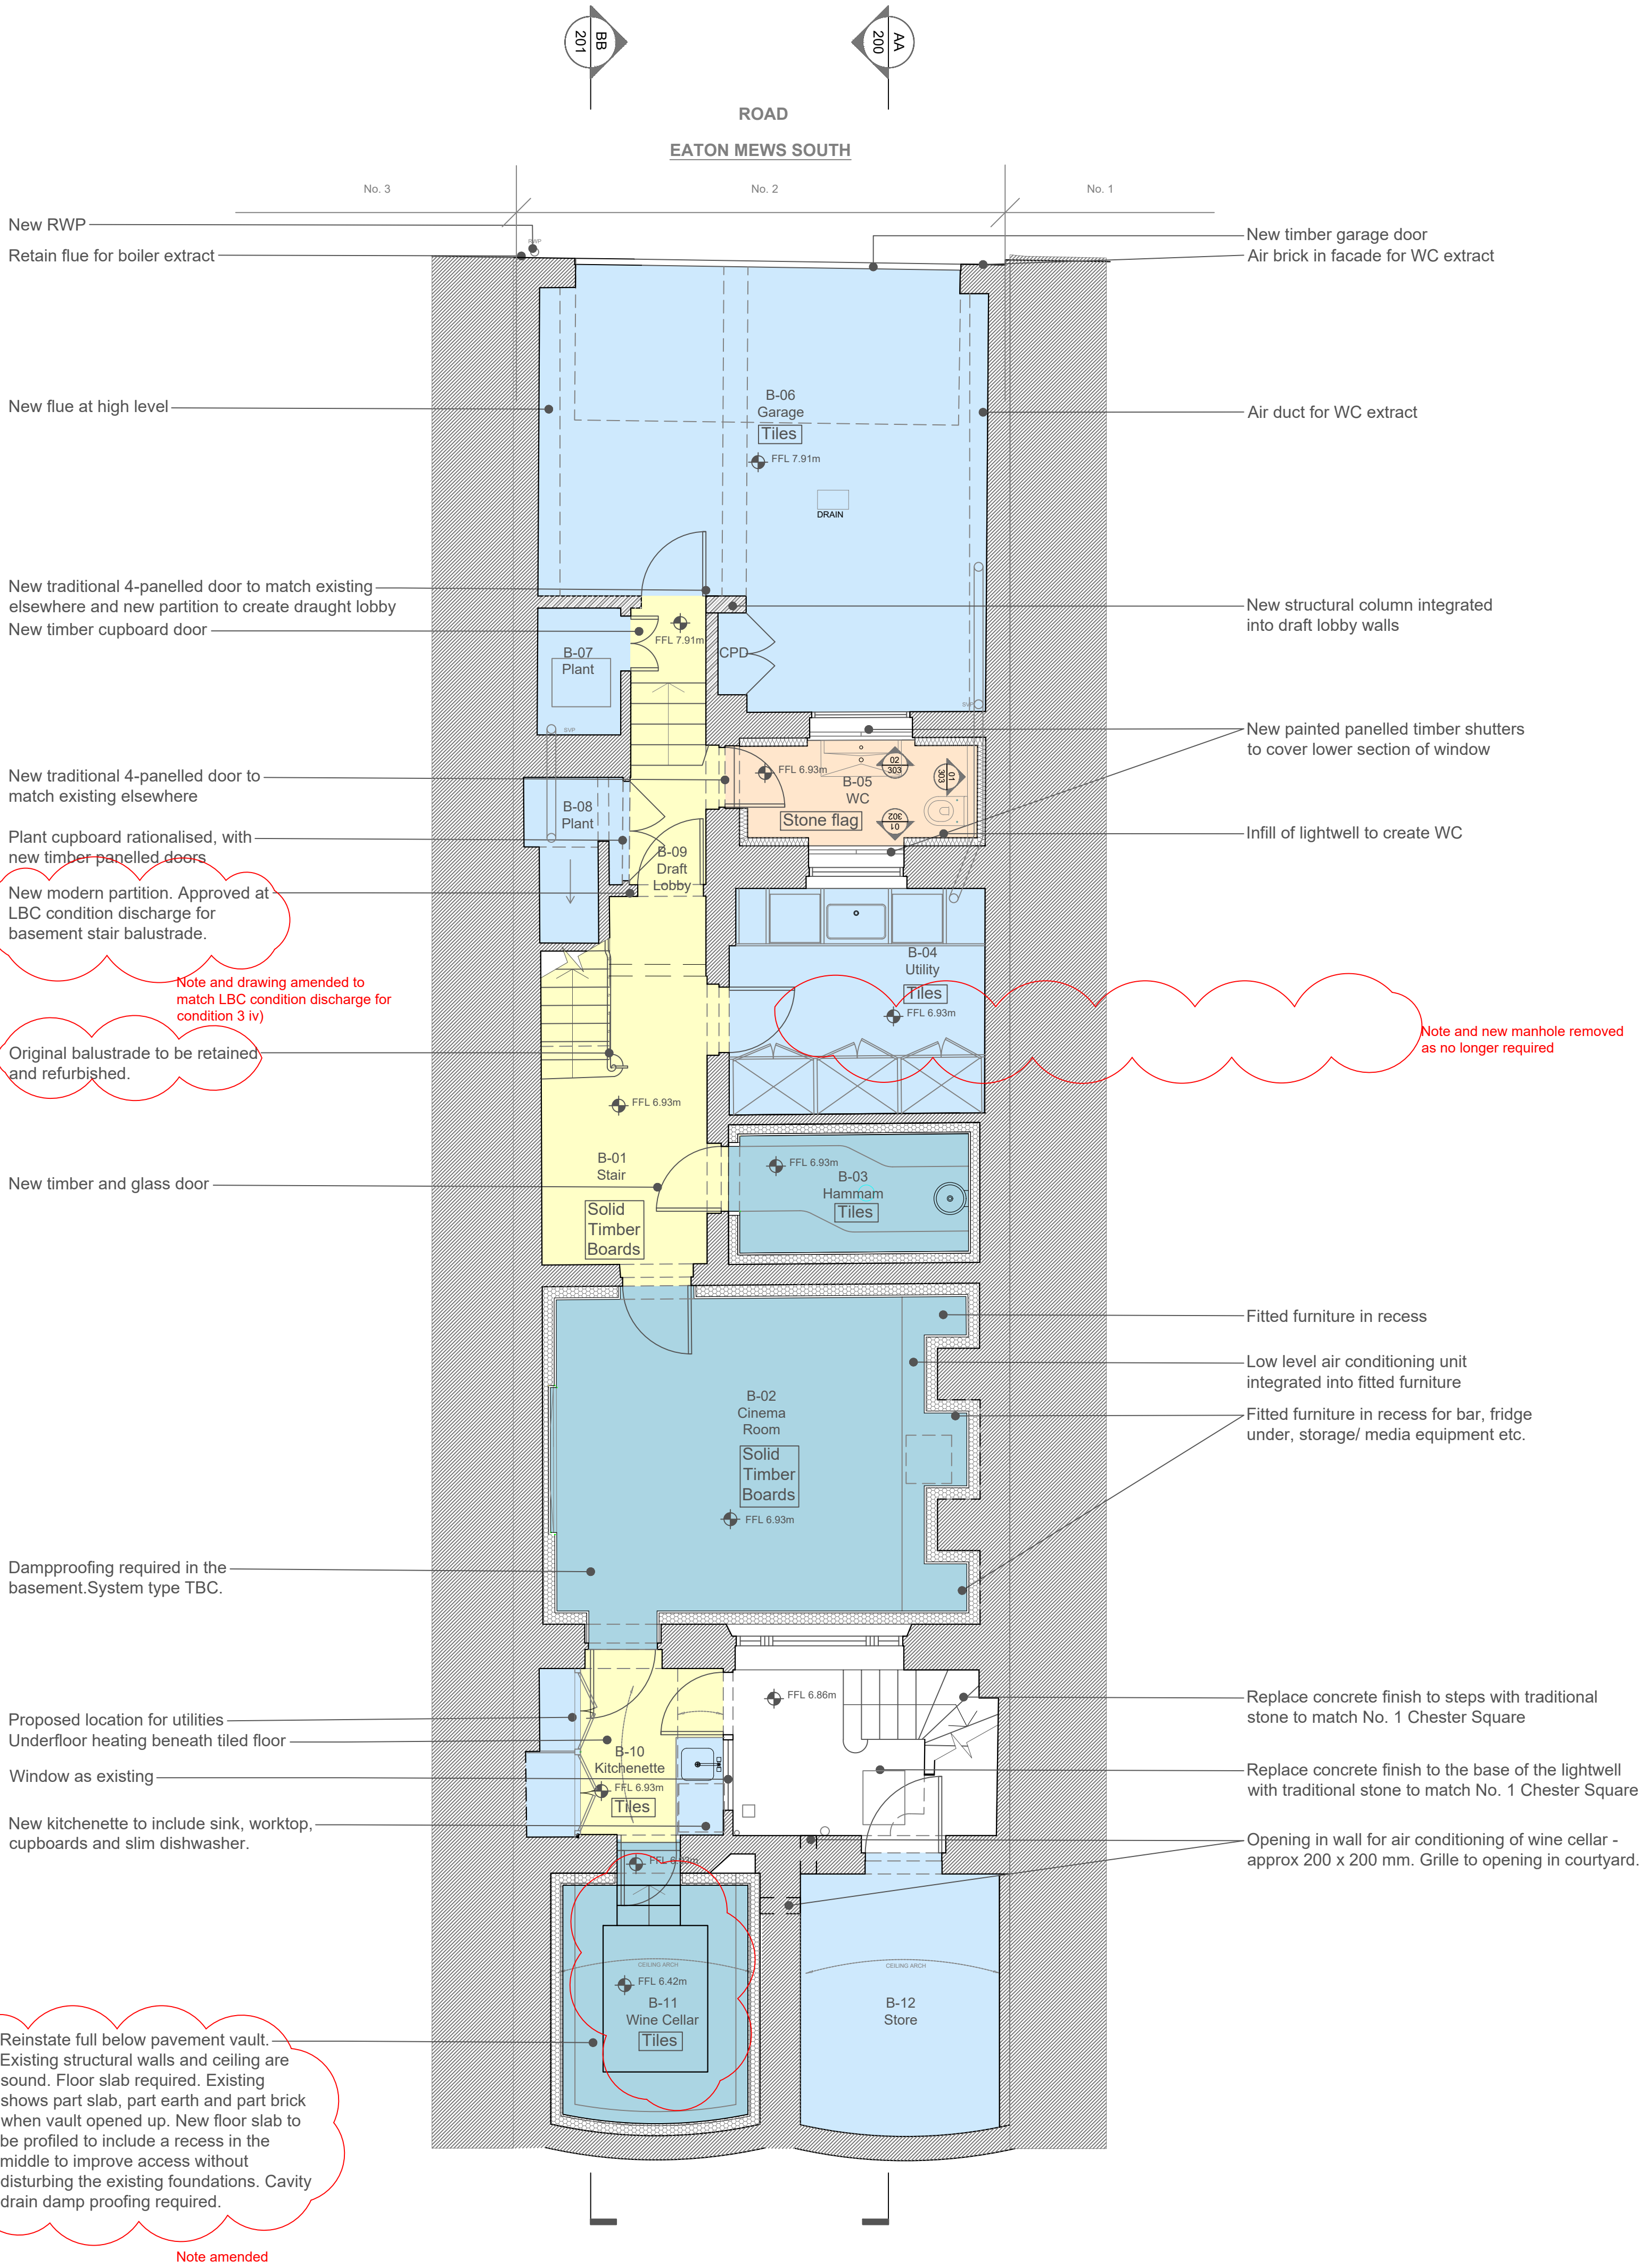 BB
201
AA
200
ROAD
EATON MEWS SOUTH
No. 3
No. 2
No. 1
New RWP
RWP
Retain flue for boiler extract
New timber garage door
Air brick in facade for WC extract
New flue at high level
Air duct for WC extract
B-06
Garage
Tiles
FFL 7.91m
DRAIN
New traditional 4-panelled door to match existing
elsewhere and new partition to create draught lobby
New timber cupboard door
New structural column integrated
into draft lobby walls
FFL 7.91m
CPD
B-07
Plant
SVP
SVP
New painted panelled timber shutters
to cover lower section of window
New traditional 4-panelled door to
match existing elsewhere
FFL 6.93m
B-05
WC
Stone flag
02
303
01
303
302
01
B-08
Plant
Plant cupboard rationalised, with
new timber panelled doors
Infill of lightwell to create WC
B-09
Draft
Lobby
New modern partition. Approved at
LBC condition discharge for
basement stair balustrade.
Note and drawing amended to
match LBC condition discharge for
condition 3 iv)
B-04
Utility
Tiles
FFL 6.93m
Note and new manhole removed
as no longer required
Original balustrade to be retained
and refurbished.
FFL 6.93m
B-01
Stair
Solid
Timber
Boards
New timber and glass door
FFL 6.93m
B-03
Hammam
Tiles
Fitted furniture in recess
Low level air conditioning unit
integrated into fitted furniture
Fitted furniture in recess for bar, fridge
under, storage/ media equipment etc.
B-02
Cinema
Room
Solid
Timber
Boards
FFL 6.93m
Dampproofing required in the
basement.System type TBC.
FFL 6.86m
Replace concrete finish to steps with traditional
stone to match No. 1 Chester Square
Proposed location for utilities
Underfloor heating beneath tiled floor
Window as existing
B-10
Kitchenette
FFL 6.93m
Tiles
Replace concrete finish to the base of the lightwell
with traditional stone to match No. 1 Chester Square
New kitchenette to include sink, worktop,
cupboards and slim dishwasher.
Opening in wall for air conditioning of wine cellar -
approx 200 x 200 mm. Grille to opening in courtyard.
FFL 6.93m
CEILING ARCH
FFL 6.42m
B-11
Wine Cellar
Tiles
CEILING ARCH
B-12
Store
Reinstate full below pavement vault.
Existing structural walls and ceiling are
sound. Floor slab required. Existing
shows part slab, part earth and part brick
when vault opened up. New floor slab to
be profiled to include a recess in the
middle to improve access without
disturbing the existing foundations. Cavity
drain damp proofing required.
Note amended